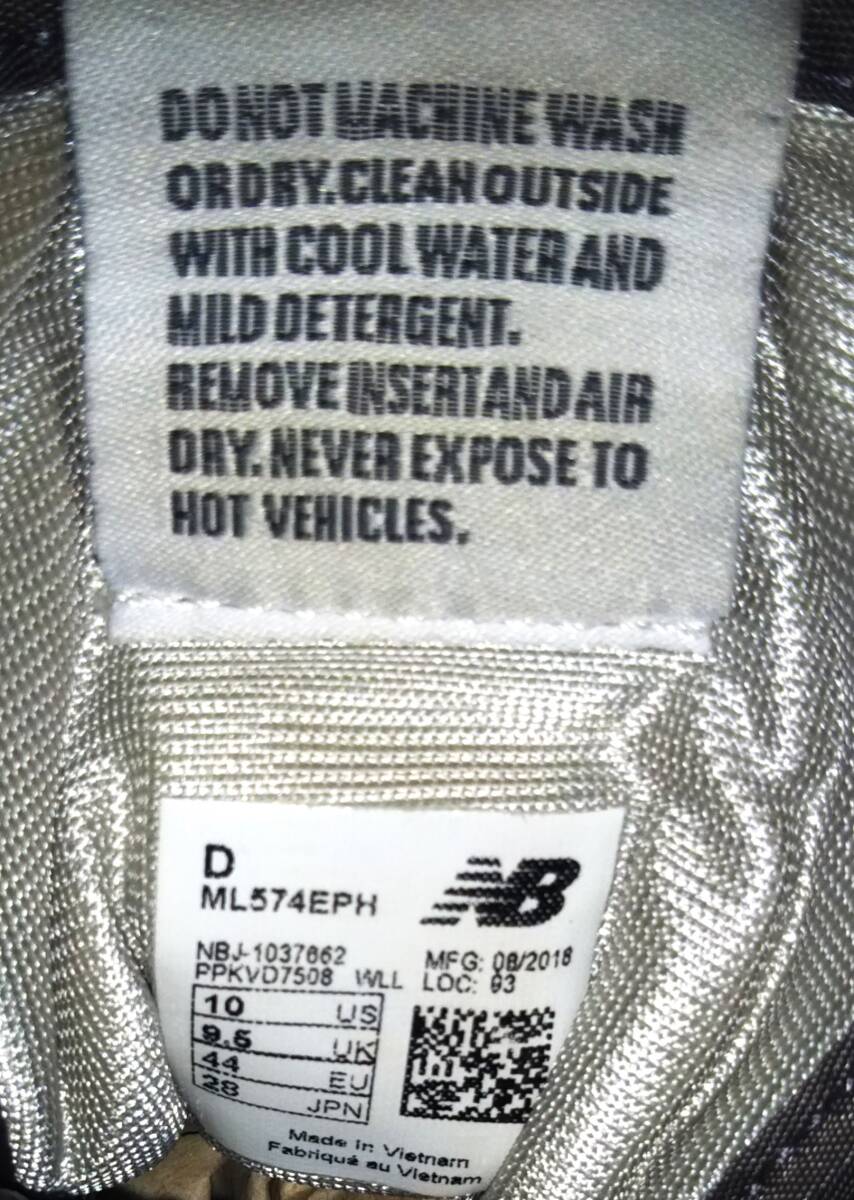 DO NOT MACHINE WASH
OR DRY. CLEAN OUTSIDE
WITH COOL WATER AND
MILD DETERGENT.
REMOVE INSERT AND AIR
DRY. NEVER EXPOSE TO
HOT VEHICLES.
D
ML574EPH
NB
NBJ-1037662
PPKVD7508 WLL
MFG: 08/2018
LOC: 93
10 US
9.5 UK
44 EU
28 JPN
Made in Vietnam
Fabriqué au Vietnam